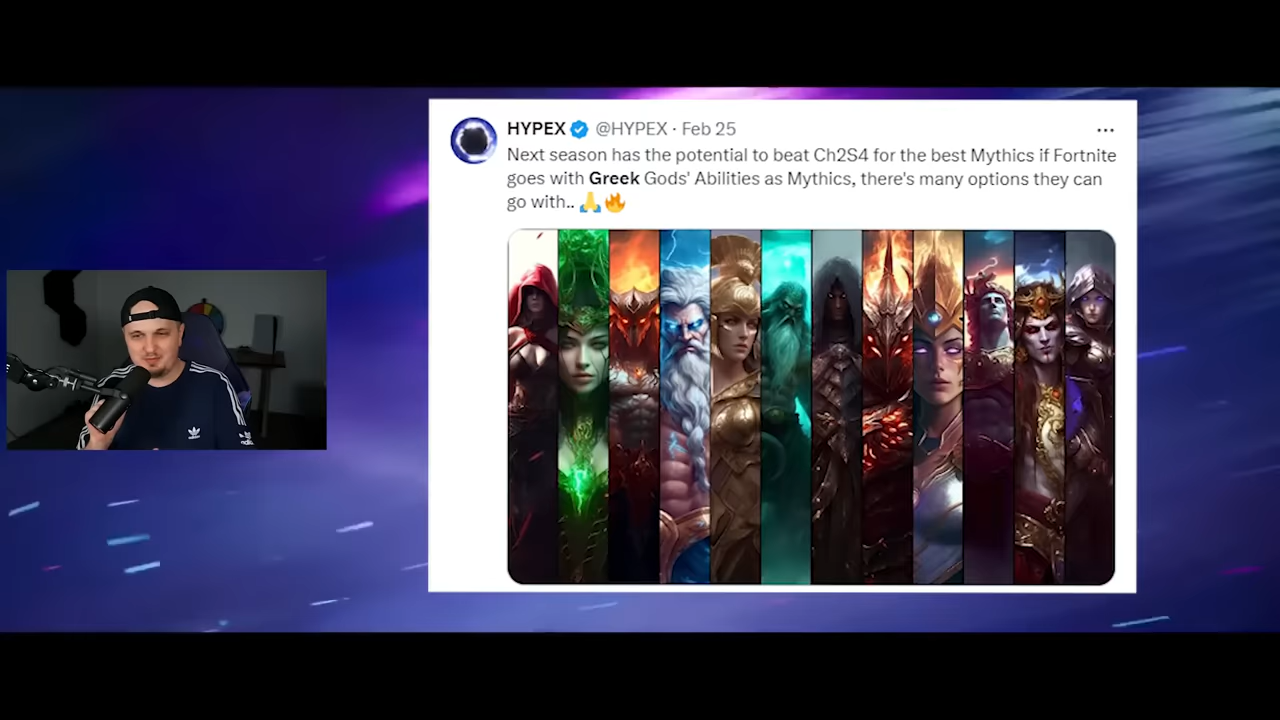 HYPEX @HYPEX · Feb 25
Next season has the potential to beat Ch2S4 for the best Mythics if Fortnite
goes with Greek Gods' Abilities as Mythics, there's many options they can
go with.. 🙏🔥